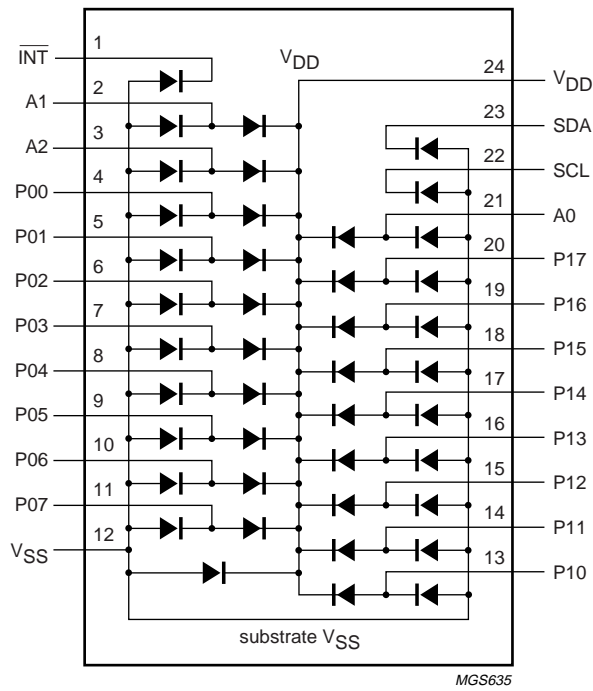 1
INT
VDD
24
VDD
2
A1
23
SDA
3
A2
22
SCL
4
P00
21
A0
5
P01
20
P17
6
P02
19
P16
7
P03
18
P15
8
P04
17
P14
9
P05
16
P13
10
P06
15
P12
11
P07
14
P11
12
VSS
13
P10
substrate VSS
MGS635